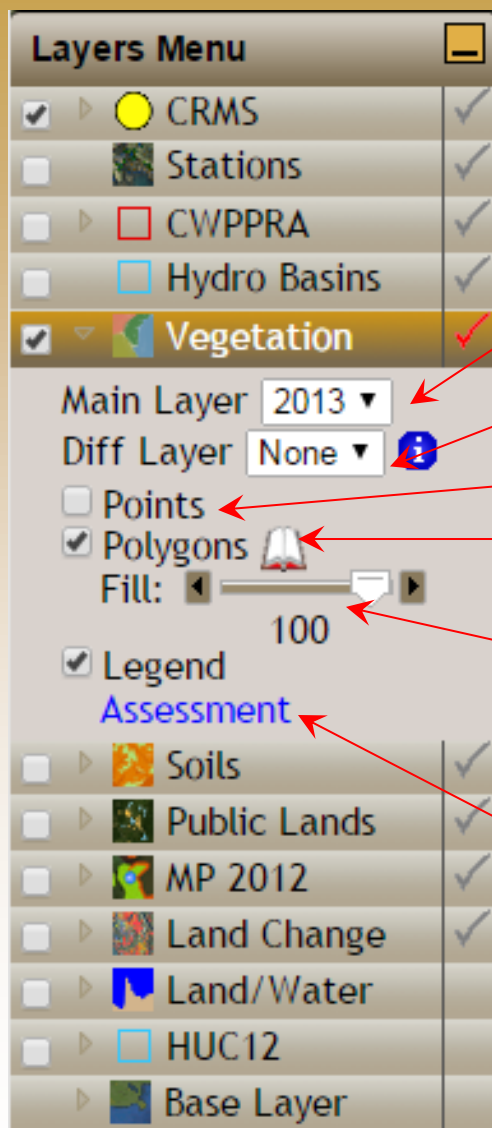 Layers Menu
CRMS
Stations
CWPPRA
Hydro Basins
Vegetation
Main Layer 2013
Diff Layer None i
Points
Polygons
Fill:
100
Legend
Assessment
Soils
Public Lands
MP 2012
Land Change
Land/Water
HUC12
Base Layer